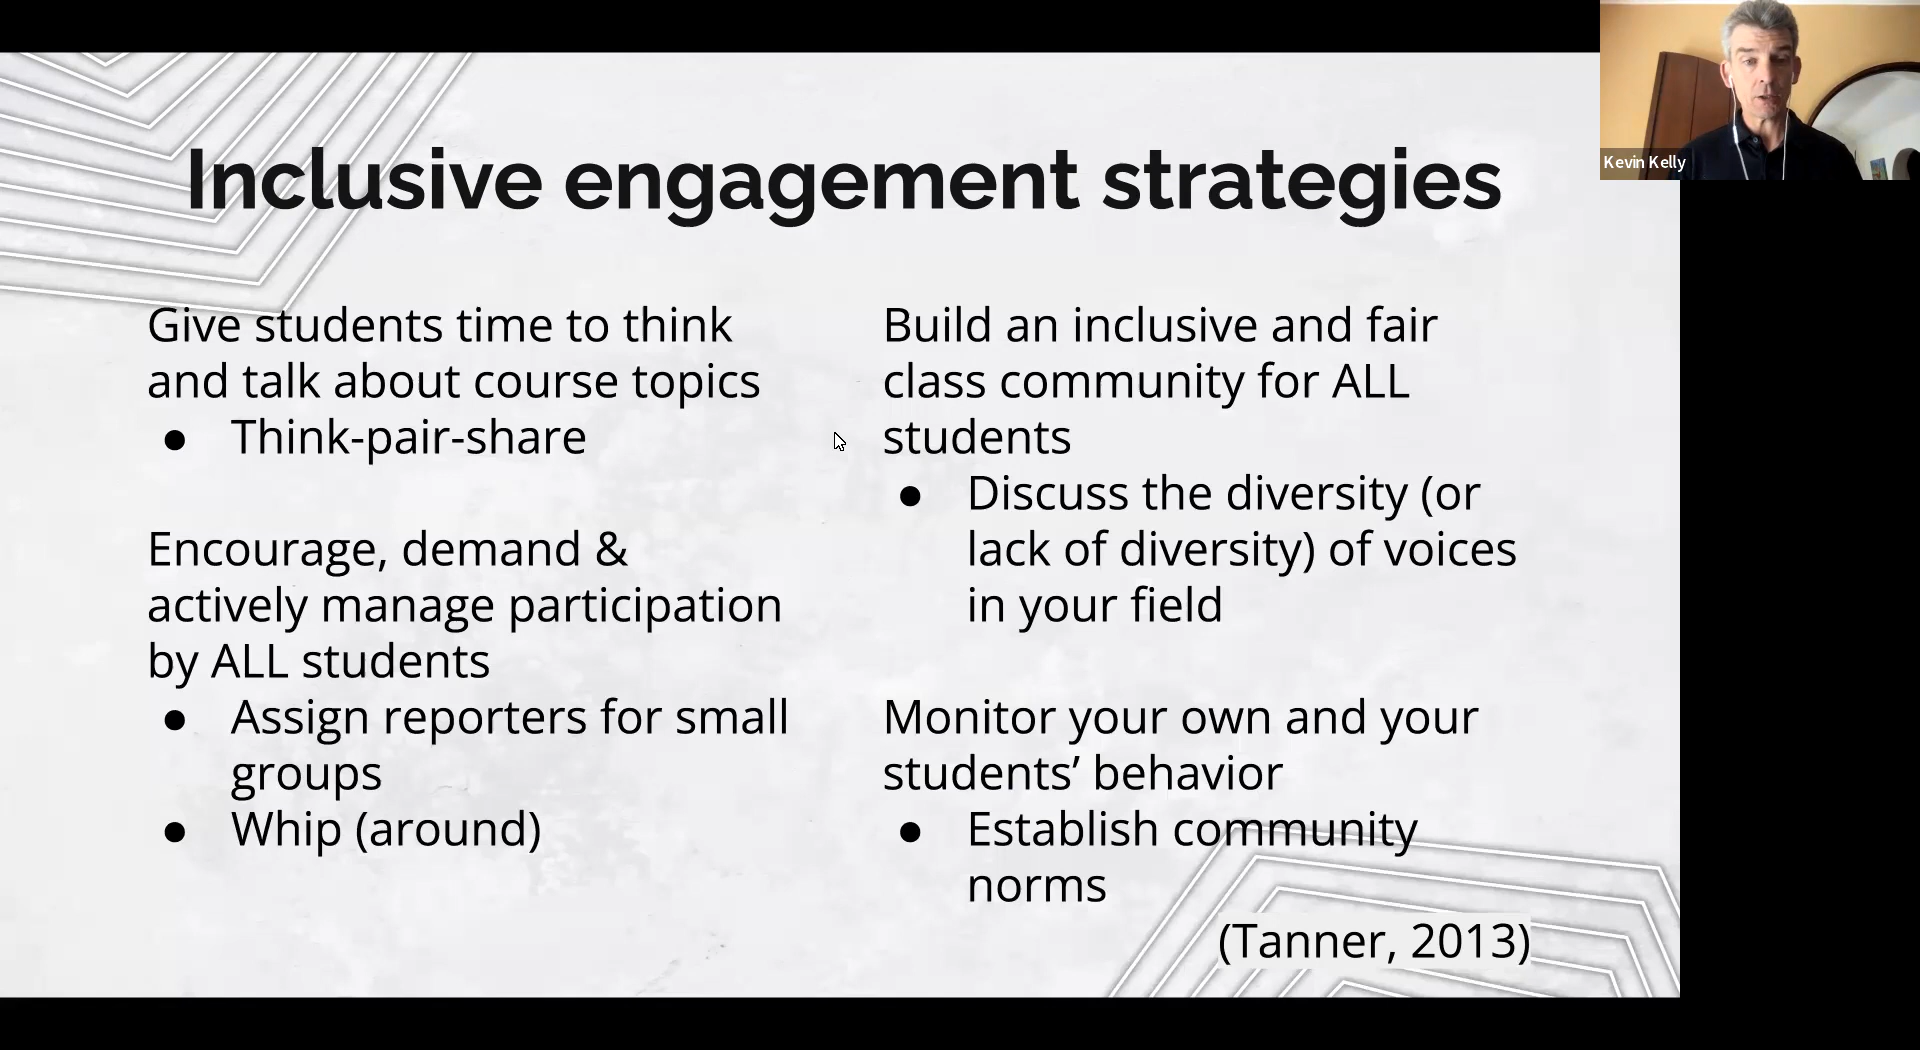 Inclusive engagement strategies
Give students time to think
and talk about course topics
● Think-pair-share
Encourage, demand &
actively manage participation
by ALL students
● Assign reporters for small
groups
● Whip (around)
Build an inclusive and fair
class community for ALL
students
● Discuss the diversity (or
lack of diversity) of voices
in your field
Monitor your own and your
students’ behavior
● Establish community
norms
(Tanner, 2013)
Kevin Kelly